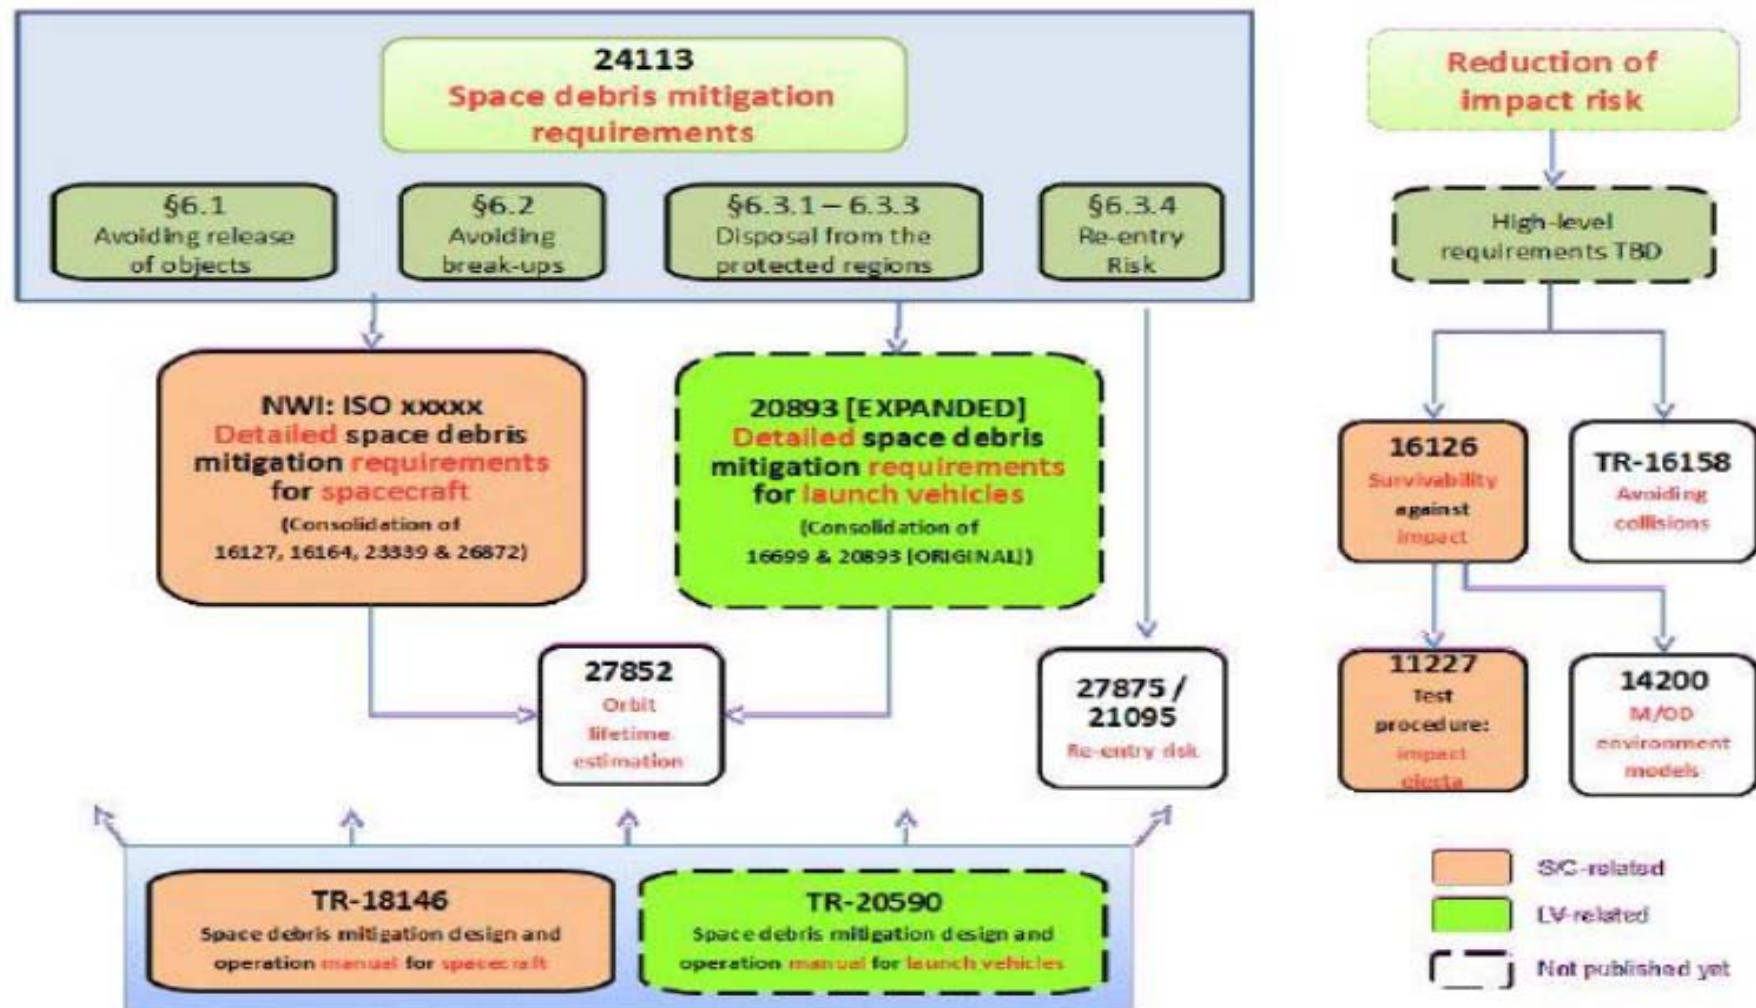 24113
Space debris mitigation
requirements
§6.1
Avoiding release
of objects
§6.2
Avoiding
break-ups
§6.3.1 – 6.3.3
Disposal from the
protected regions
§6.3.4
Re-entry
Risk
NWI: ISO xxxxx
Detailed space debris
mitigation requirements
for spacecraft
(Consolidation of
16127, 16164, 23339 & 26872)
20893 [EXPANDED]
Detailed space debris
mitigation requirements
for launch vehicles
(Consolidation of
16699 & 20893 [ORIGINAL])
27852
Orbit
lifetime
estimation
27875 /
21095
Re-entry risk
TR-18146
Space debris mitigation design and
operation manual for spacecraft
TR-20590
Space debris mitigation design and
operation manual for launch vehicles
Reduction of
impact risk
High-level
requirements TBD
16126
Survivability
against
impact
TR-16158
Avoiding
collisions
11227
Test
procedure:
impact
ejecta
14200
M/OD
environment
models
S/C-related
LV-related
Not published yet